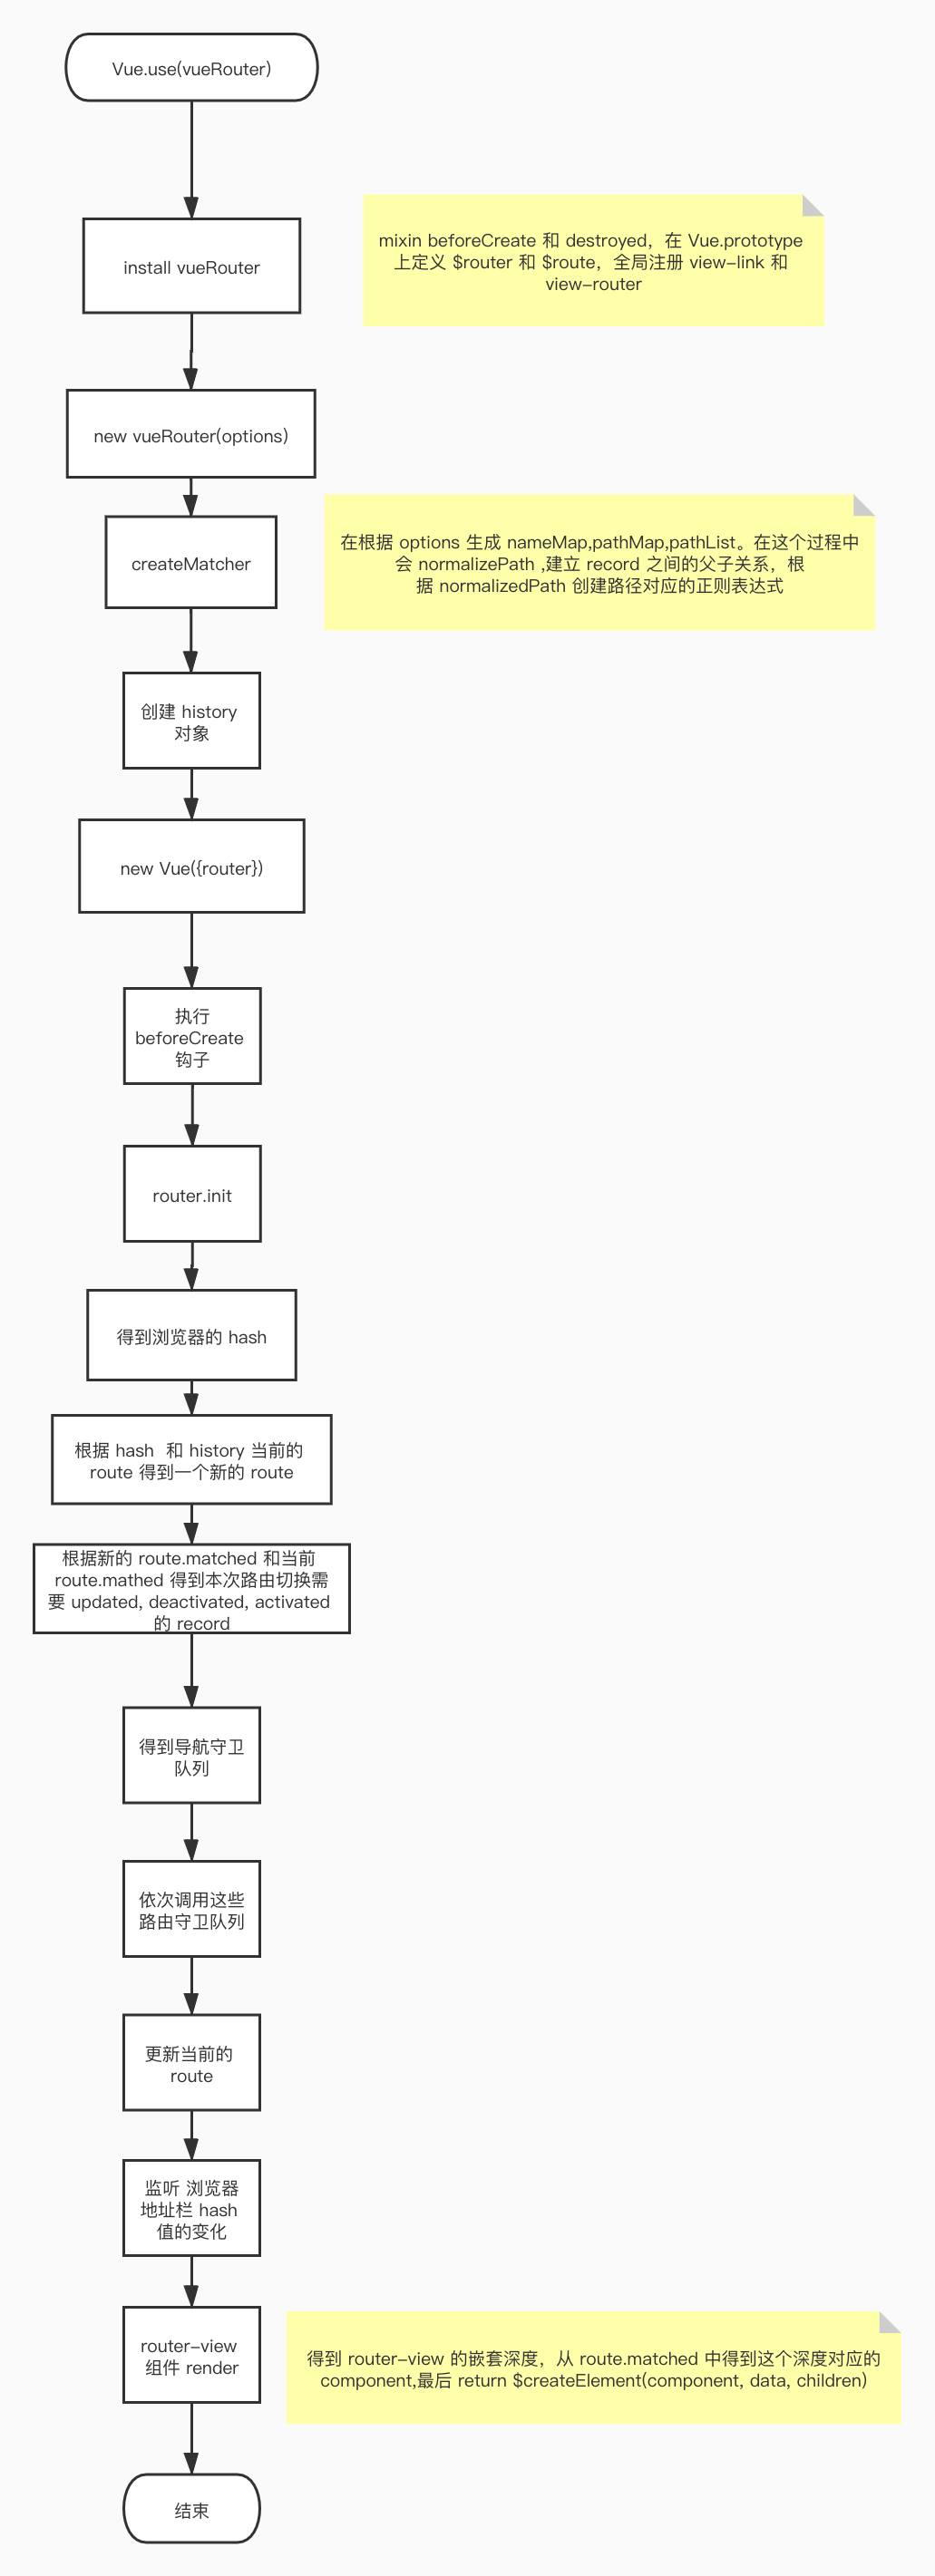 Vue.use(vueRouter)
install vueRouter
mixin beforeCreate 和 destroyed，在 Vue.prototype
上定义 $router 和 $route，全局注册 view-link 和
view-router
new vueRouter(options)
createMatcher
在根据 options 生成 nameMap,pathMap,pathList。在这个过程中
会 normalizePath ,建立 record 之间的父子关系，根
据 normalizedPath 创建路径对应的正则表达式
创建 history
对象
new Vue({router})
执行
beforeCreate
钩子
router.init
得到浏览器的 hash
根据 hash  和 history 当前的
route 得到一个新的 route
根据新的 route.matched 和当前
route.mathed 得到本次路由切换需
要 updated, deactivated, activated
的 record
得到导航守卫
队列
依次调用这些
路由守卫队列
更新当前的
route
监听 浏览器
地址栏 hash
值的变化
router-view
组件 render
得到 router-view 的嵌套深度，从 route.matched 中得到这个深度对应的
component,最后 return $createElement(component, data, children)
结束